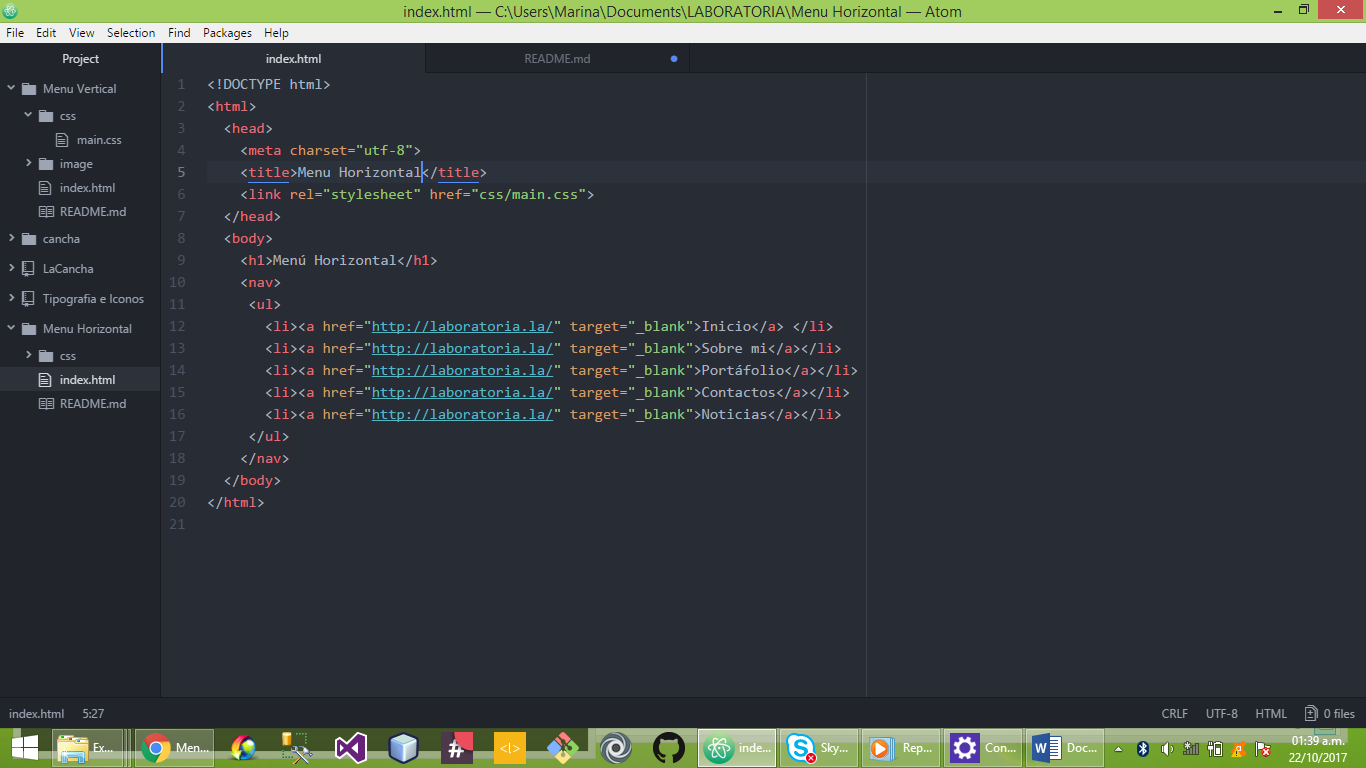 index.html — C:\Users\Marina\Documents\LABORATORIA\Menu Horizontal — Atom
File Edit View Selection Find Packages Help
Project
Menu Vertical
css
main.css
image
index.html
README.md
cancha
LaCancha
Tipografia e Iconos
Menu Horizontal
css
index.html
README.md
index.html README.md
1 <!DOCTYPE html>
2 <html>
3 <head>
4 <meta charset="utf-8">
5 <title>Menu Horizontal</title>
6 <link rel="stylesheet" href="css/main.css">
7 </head>
8 <body>
9 <h1>Menú Horizontal</h1>
10 <nav>
11 <ul>
12 <li><a href="http://laboratoria.la/" target="_blank">Inicio</a> </li>
13 <li><a href="http://laboratoria.la/" target="_blank">Sobre mi</a></li>
14 <li><a href="http://laboratoria.la/" target="_blank">Portáfolio</a></li>
15 <li><a href="http://laboratoria.la/" target="_blank">Contactos</a></li>
16 <li><a href="http://laboratoria.la/" target="_blank">Noticias</a></li>
17 </ul>
18 </nav>
19 </body>
20 </html>
21
index.html 5:27 CRLF UTF-8 HTML 0 files
Ex... Men... inde... Sky... Rep... Con... Doc...
01:39 a.m.
22/10/2017